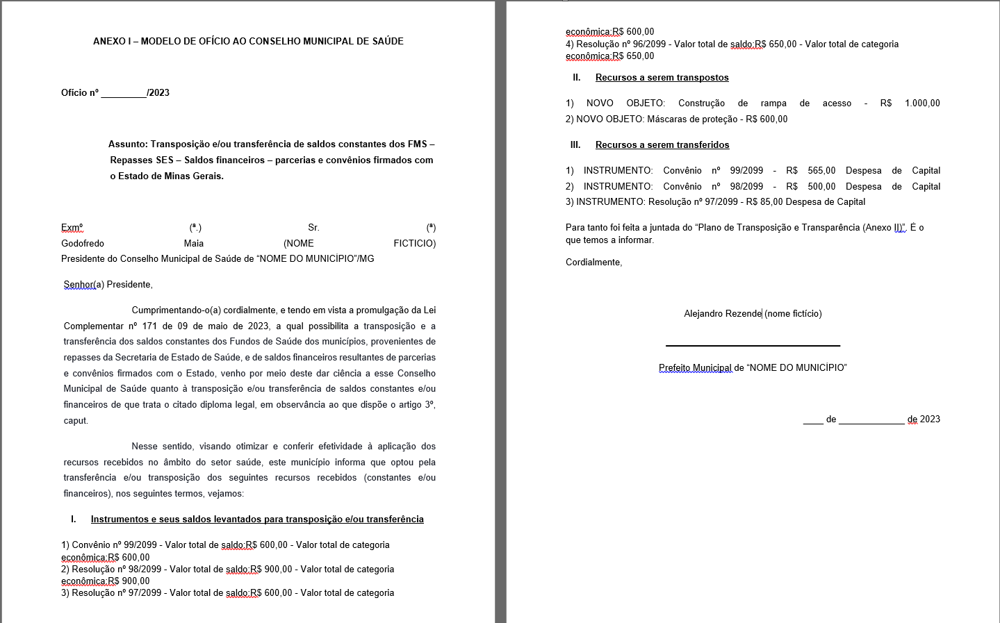 ANEXO I – MODELO DE OFÍCIO AO CONSELHO MUNICIPAL DE SAÚDE
Ofício nº _________/2023
Assunto: Transposição e/ou transferência de saldos constantes dos FMS –
Repasses SES – Saldos financeiros – parcerias e convênios firmados com
o Estado de Minas Gerais.
Exmº (ª.) Sr. (ª)
Godofredo Maia (NOME FICTICIO)
Presidente do Conselho Municipal de Saúde de “NOME DO MUNICÍPIO”/MG
Senhor(a) Presidente,
Cumprimentando-o(a) cordialmente, e tendo em vista a promulgação da Lei
Complementar nº 171 de 09 de maio de 2023, a qual possibilita a transposição e a
transferência dos saldos constantes dos Fundos de Saúde dos municípios, provenientes de
repasses da Secretaria de Estado de Saúde, e de saldos financeiros resultantes de parcerias
e convênios firmados com o Estado, venho por meio deste dar ciência a esse Conselho
Municipal de Saúde quanto à transposição e/ou transferência de saldos constantes e/ou
financeiros de que trata o citado diploma legal, em observância ao que dispõe o artigo 3º,
caput.
Nesse sentido, visando otimizar e conferir efetividade à aplicação dos
recursos recebidos no âmbito do setor saúde, este município informa que optou pela
transferência e/ou transposição dos seguintes recursos recebidos (constantes e/ou
financeiros), nos seguintes termos, vejamos:
I. Instrumentos e seus saldos levantados para transposição e/ou transferência
1) Convênio nº 99/2099 - Valor total de saldo:R$ 600,00 - Valor total de categoria
econômica:R$ 600,00
2) Resolução nº 98/2099 - Valor total de saldo:R$ 900,00 - Valor total de categoria
econômica:R$ 900,00
3) Resolução nº 97/2099 - Valor total de saldo:R$ 600,00 - Valor total de categoria
econômica:R$ 600,00
4) Resolução nº 96/2099 - Valor total de saldo:R$ 650,00 - Valor total de categoria
econômica:R$ 650,00
II. Recursos a serem transpostos
1) NOVO OBJETO: Construção de rampa de acesso - R$ 1.000,00
2) NOVO OBJETO: Máscaras de proteção - R$ 600,00
III. Recursos a serem transferidos
1) INSTRUMENTO: Convênio nº 99/2099 - R$ 565,00 Despesa de Capital
2) INSTRUMENTO: Convênio nº 98/2099 - R$ 500,00 Despesa de Capital
3) INSTRUMENTO: Resolução nº 97/2099 - R$ 85,00 Despesa de Capital
Para tanto foi feita a juntada do “Plano de Transposição e Transparência (Anexo II)”. É o
que temos a informar.
Cordialmente,
Alejandro Rezende (nome fictício)
Prefeito Municipal de “NOME DO MUNICÍPIO”
____ de _____________ de 2023